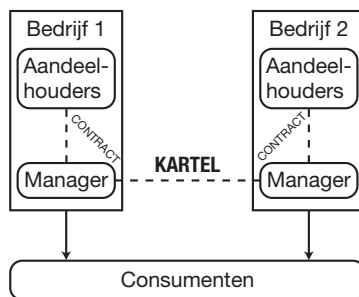 Bedrijf 1
Aandeel-
houders
CONTRACT
Manager
Bedrijf 2
Aandeel-
houders
CONTRACT
Manager
KARTEL
Consumenten